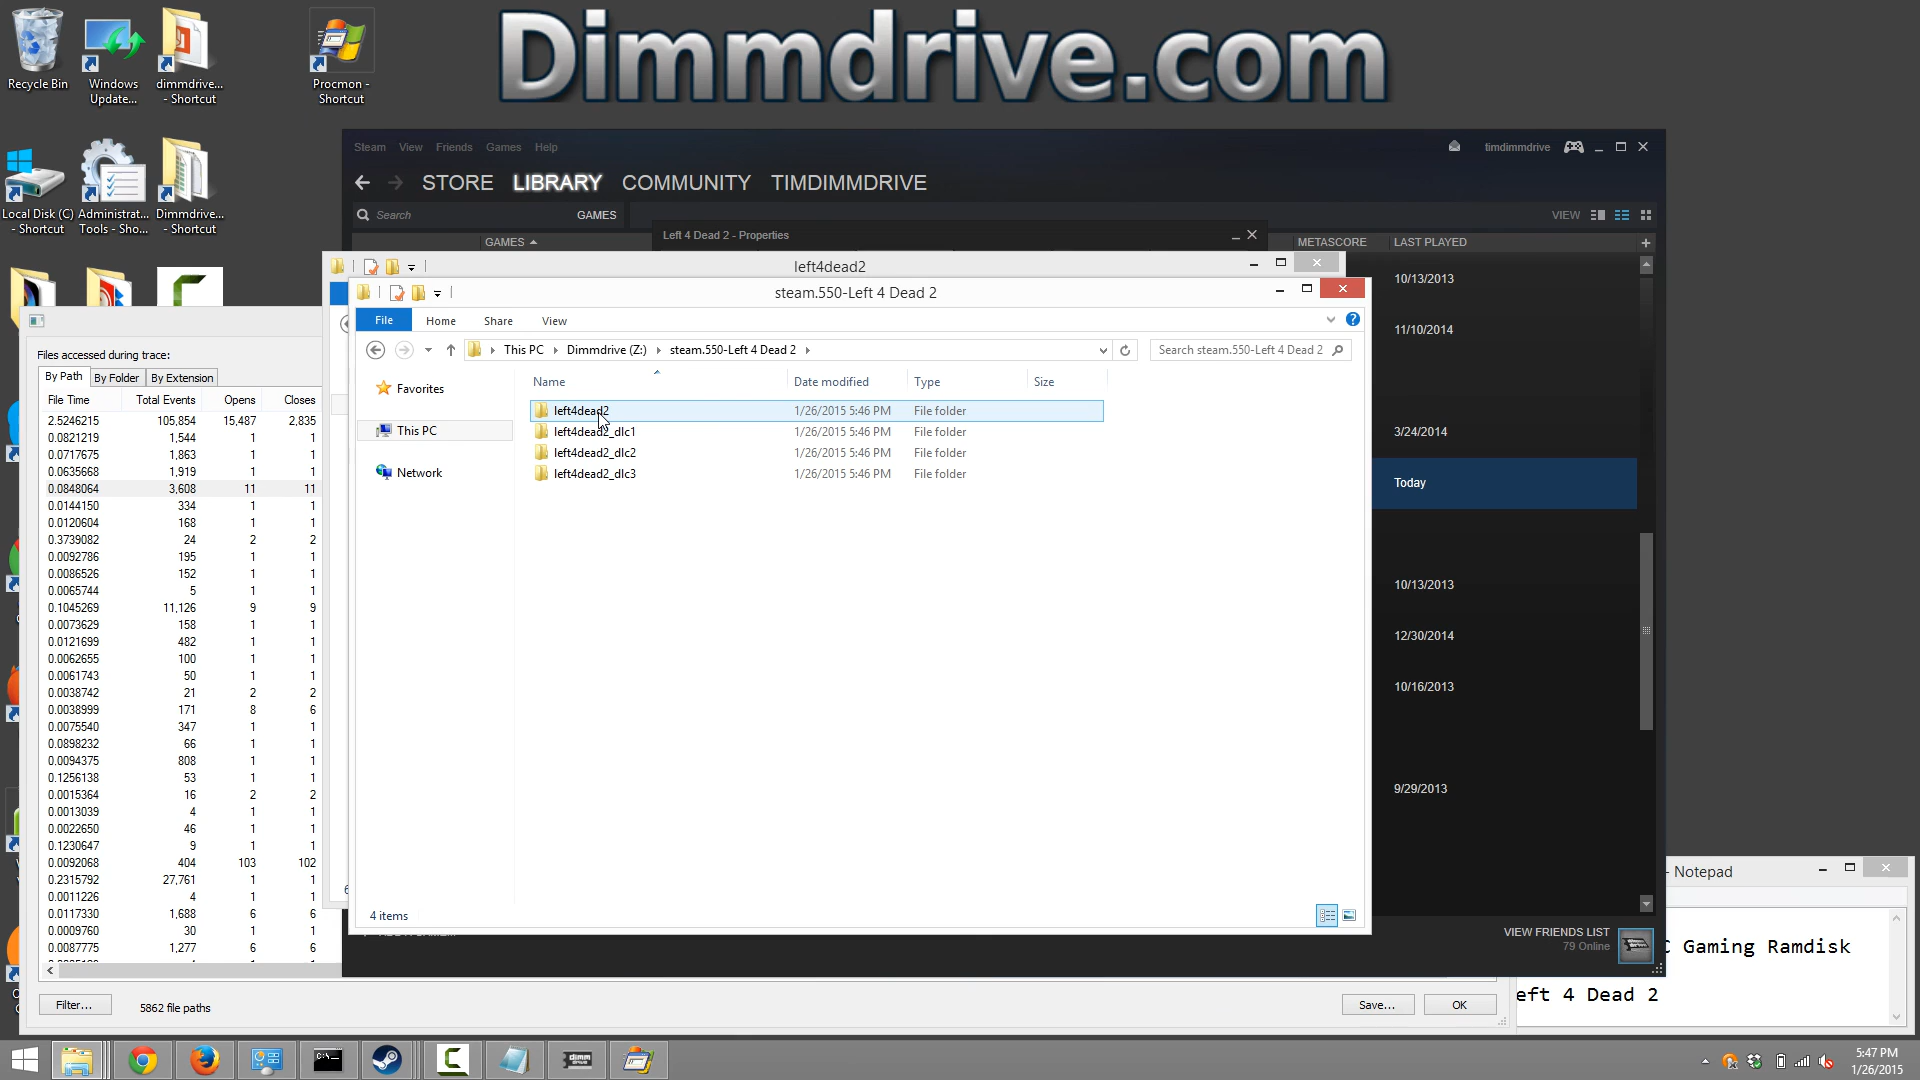 Dimmdrive.com
Recycle Bin
Windows Update...
dimmdrive... - Shortcut
Procmon - Shortcut
Local Disk (C) - Shortcut
Administrat... Tools - Sho...
Dimmdrive... - Shortcut
Steam View Friends Games Help
timdimmdrive
STORE LIBRARY COMMUNITY TIMDIMMDRIVE
Search GAMES VIEW
Left 4 Dead 2 - Properties
GAMES METASCORE LAST PLAYED
10/13/2013
11/10/2014
3/24/2014
Today
10/13/2013
12/30/2014
10/16/2013
9/29/2013
VIEW FRIENDS LIST
79 Online
left4dead2
steam.550-Left 4 Dead 2
File Home Share View
This PC Dimmdrive (Z:) steam.550-Left 4 Dead 2
Search steam.550-Left 4 Dead 2
Favorites
This PC
Network
Name Date modified Type Size
left4dead2 1/26/2015 5:46 PM File folder
left4dead2_dlc1 1/26/2015 5:46 PM File folder
left4dead2_dlc2 1/26/2015 5:46 PM File folder
left4dead2_dlc3 1/26/2015 5:46 PM File folder
4 items
Files accessed during trace:
By Path By Folder By Extension
File Time Total Events Opens Closes
2.5246215 105,854 15,487 2,835
0.0821219 1,544 1 1
0.0717675 1,863 1 1
0.0635668 1,919 1 1
0.0848064 3,608 11 11
0.0144150 334 1 1
0.0120604 168 1 1
0.3739082 24 2 2
0.0092786 195 1 1
0.0086526 152 1 1
0.0065744 5 1 1
0.1045269 11,126 9 9
0.0073629 158 1 1
0.0121699 482 1 1
0.0062655 100 1 1
0.0061743 50 1 1
0.0038742 21 2 2
0.0038999 171 8 6
0.0075540 347 1 1
0.0898232 66 1 1
0.0094375 808 1 1
0.1256138 53 1 1
0.0015364 16 2 2
0.0013039 4 1 1
0.0022650 46 1 1
0.1230647 9 1 1
0.0092068 404 103 102
0.2315792 27,761 1 1
0.0011226 4 1 1
0.0117330 1,688 6 6
0.0009760 30 1 1
0.0087775 1,277 6 6
Filter... 5862 file paths Save... OK
- Notepad
C Gaming Ramdisk
eft 4 Dead 2
5:47 PM
1/26/2015